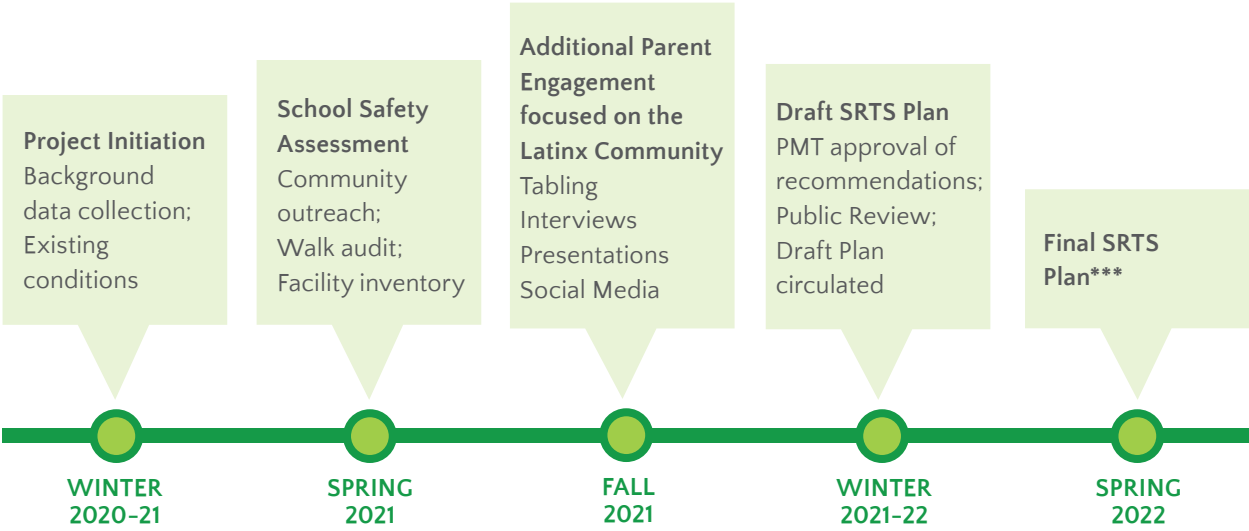 Project Initiation
Background
data collection;
Existing
conditions
School Safety
Assessment
Community
outreach;
Walk audit;
Facility inventory
Additional Parent
Engagement
focused on the
Latinx Community
Tabling
Interviews
Presentations
Social Media
Draft SRTS Plan
PMT approval of
recommendations;
Public Review;
Draft Plan
circulated
Final SRTS
Plan***
WINTER
2020-21
SPRING
2021
FALL
2021
WINTER
2021-22
SPRING
2022